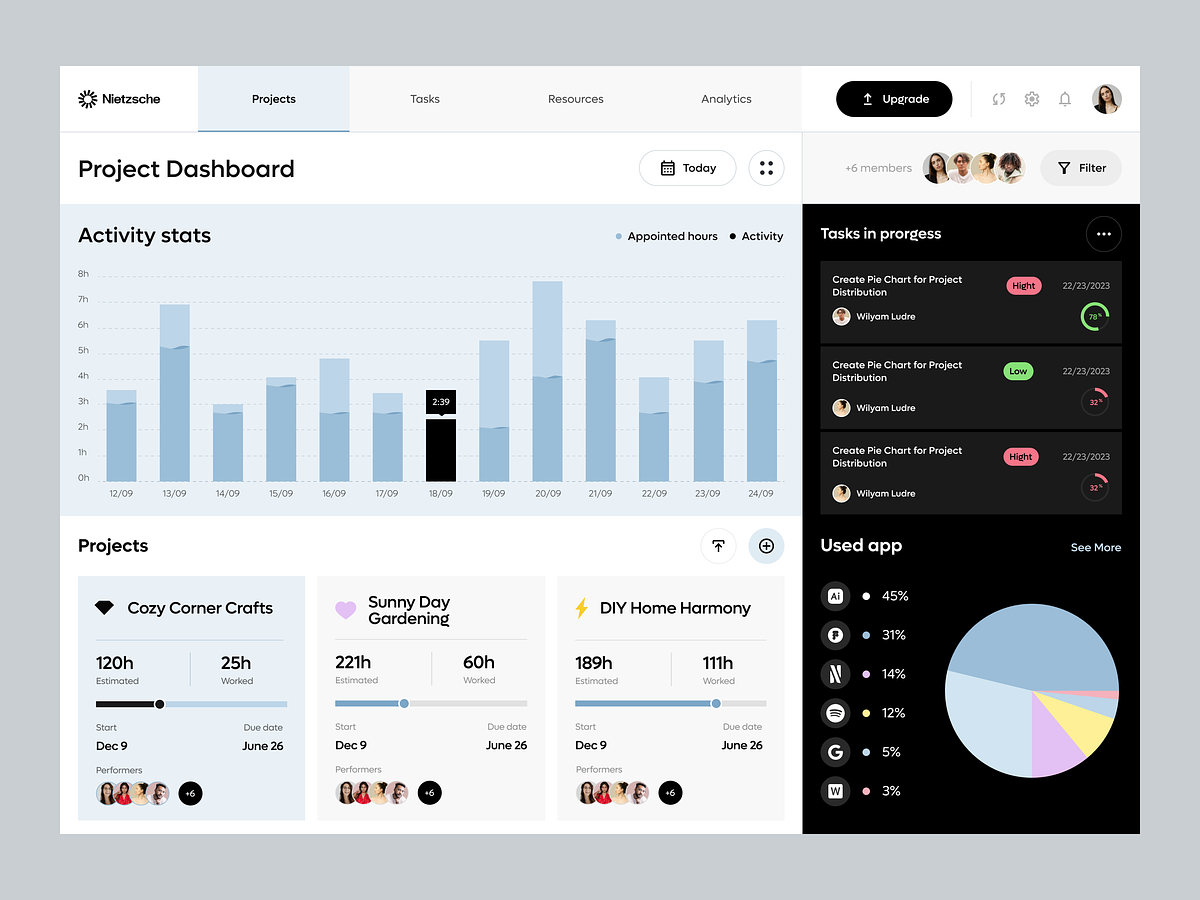 Nietzsche
Projects
Tasks
Resources
Analytics
Upgrade
Project Dashboard
Today
+6 members
Filter
Activity stats
Appointed hours
Activity
8h
7h
6h
5h
4h
3h
2h
1h
0h
2:39
12/09
13/09
14/09
15/09
16/09
17/09
18/09
19/09
20/09
21/09
22/09
23/09
24/09
Tasks in prorgess
Create Pie Chart for Project
Distribution
Hight
22/23/2023
Wilyam Ludre
78%
Create Pie Chart for Project
Distribution
Low
22/23/2023
Wilyam Ludre
32%
Create Pie Chart for Project
Distribution
Hight
22/23/2023
Wilyam Ludre
32%
Projects
Cozy Corner Crafts
120h
Estimated
25h
Worked
Start
Due date
Dec 9
June 26
Performers
+6
Sunny Day
Gardening
221h
Estimated
60h
Worked
Start
Due date
Dec 9
June 26
Performers
+6
DIY Home Harmony
189h
Estimated
111h
Worked
Start
Due date
Dec 9
June 26
Performers
+6
Used app
See More
Ai
45%
31%
N
14%
12%
G
5%
W
3%